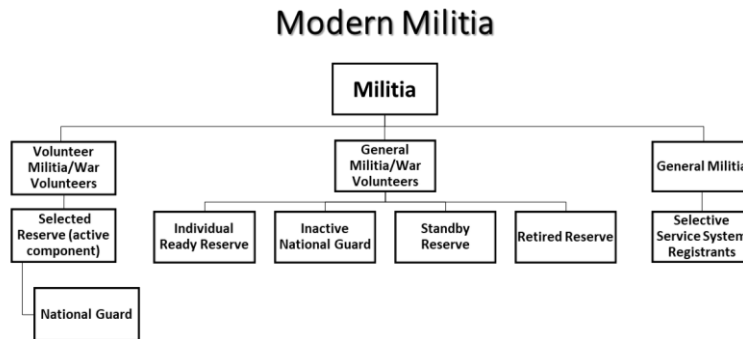 Modern Militia
Militia
Volunteer
Militia/War
Volunteers
General
Militia/War
Volunteers
General Militia
Selected
Reserve (active
component)
Individual
Ready Reserve
Inactive
National Guard
Standby
Reserve
Retired Reserve
Selective
Service System
Registrants
National Guard